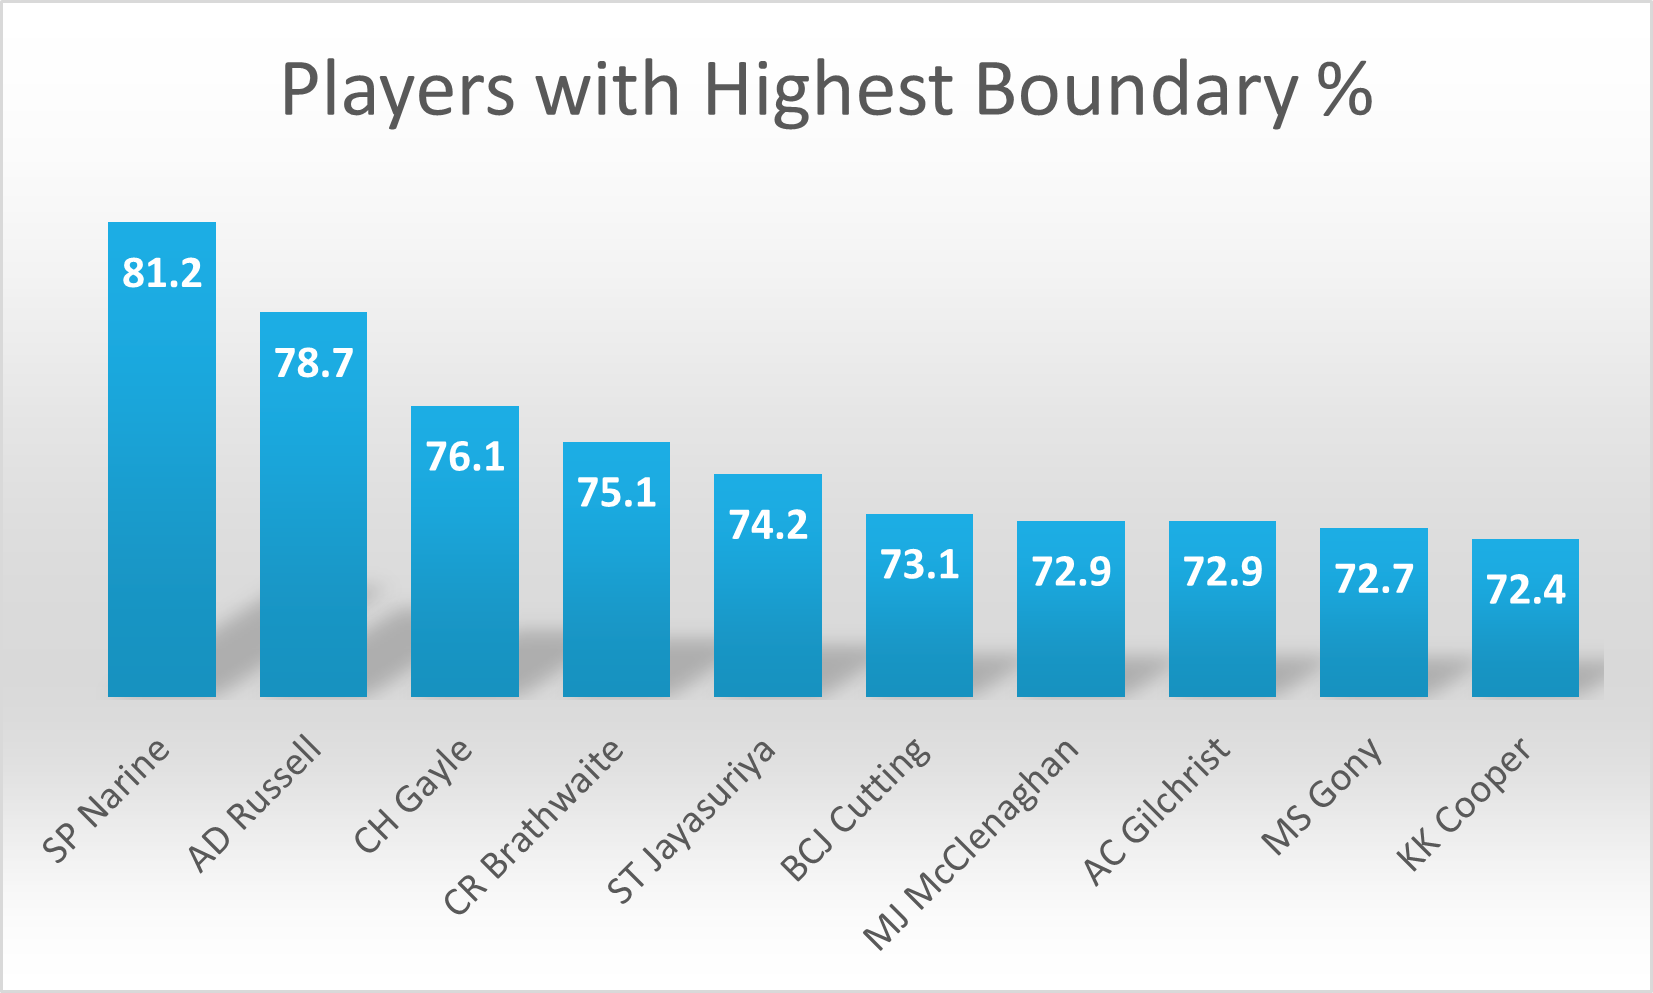 Players with Highest Boundary %
81.2
78.7
76.1
75.1
74.2
73.1
72.9
72.9
72.7
72.4
SP Narine
AD Russell
CH Gayle
CR Brathwaite
ST Jayasuriya
BCJ Cutting
MJ McClenaghan
AC Gilchrist
MS Gony
KK Cooper